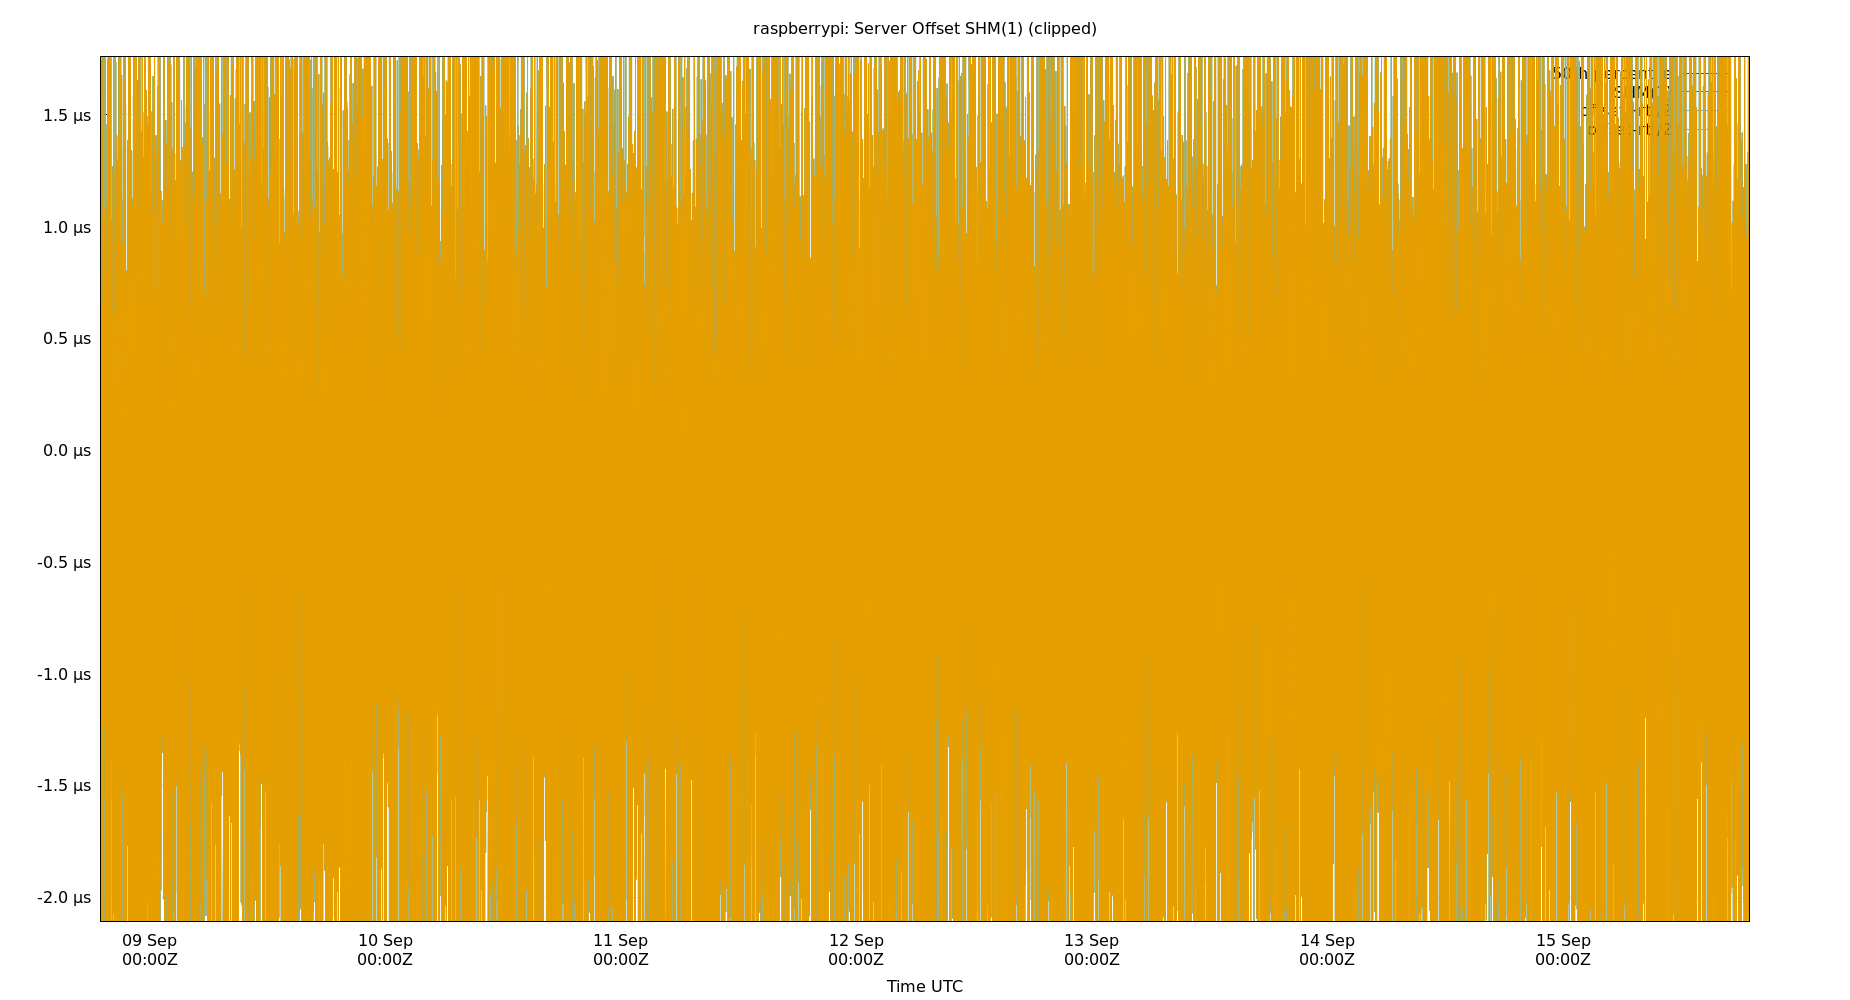 raspberrypi: Server Offset SHM(1) (clipped)
1.5 µs
1.0 µs
0.5 µs
0.0 µs
-0.5 µs
-1.0 µs
-1.5 µs
-2.0 µs
09 Sep 10 Sep 11 Sep 12 Sep 13 Sep 14 Sep 15 Sep
00:00Z 00:00Z 00:00Z 00:00Z 00:00Z 00:00Z 00:00Z
Time UTC